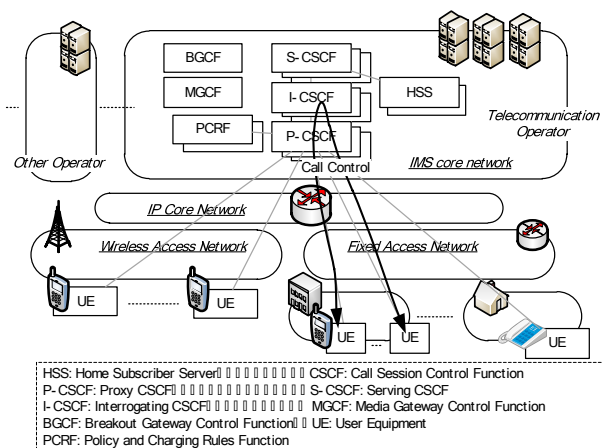 BGCF
S-CSCF
MGCF
I-CSCF
HSS
Telecommunication
Operator
PCRF
P-CSCF
Other Operator
IMS core network
Call Control
IP Core Network
Wireless Access Network
Fixed Access Network
UE
UE
UE
UE
UE
HSS: Home Subscriber Server CSCF: Call Session Control Function
P-CSCF: Proxy CSCF S-CSCF: Serving CSCF
I-CSCF: Interrogating CSCF MGCF: Media Gateway Control Function
BGCF: Breakout Gateway Control Function UE: User Equipment
PCRF: Policy and Charging Rules Function